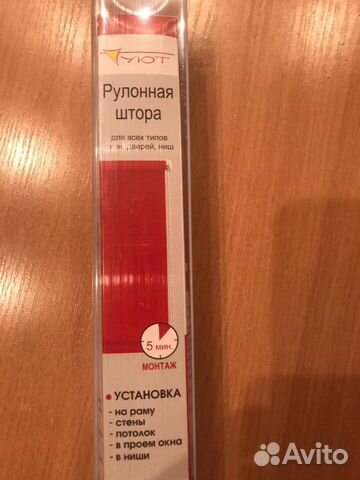 УЮТ
Рулонная
штора
для всех типов
окон, дверей, ниш
5 мин.
МОНТАЖ
• УСТАНОВКА
- на раму
- стены
- потолок
- в проем окна
- в ниши
Avito